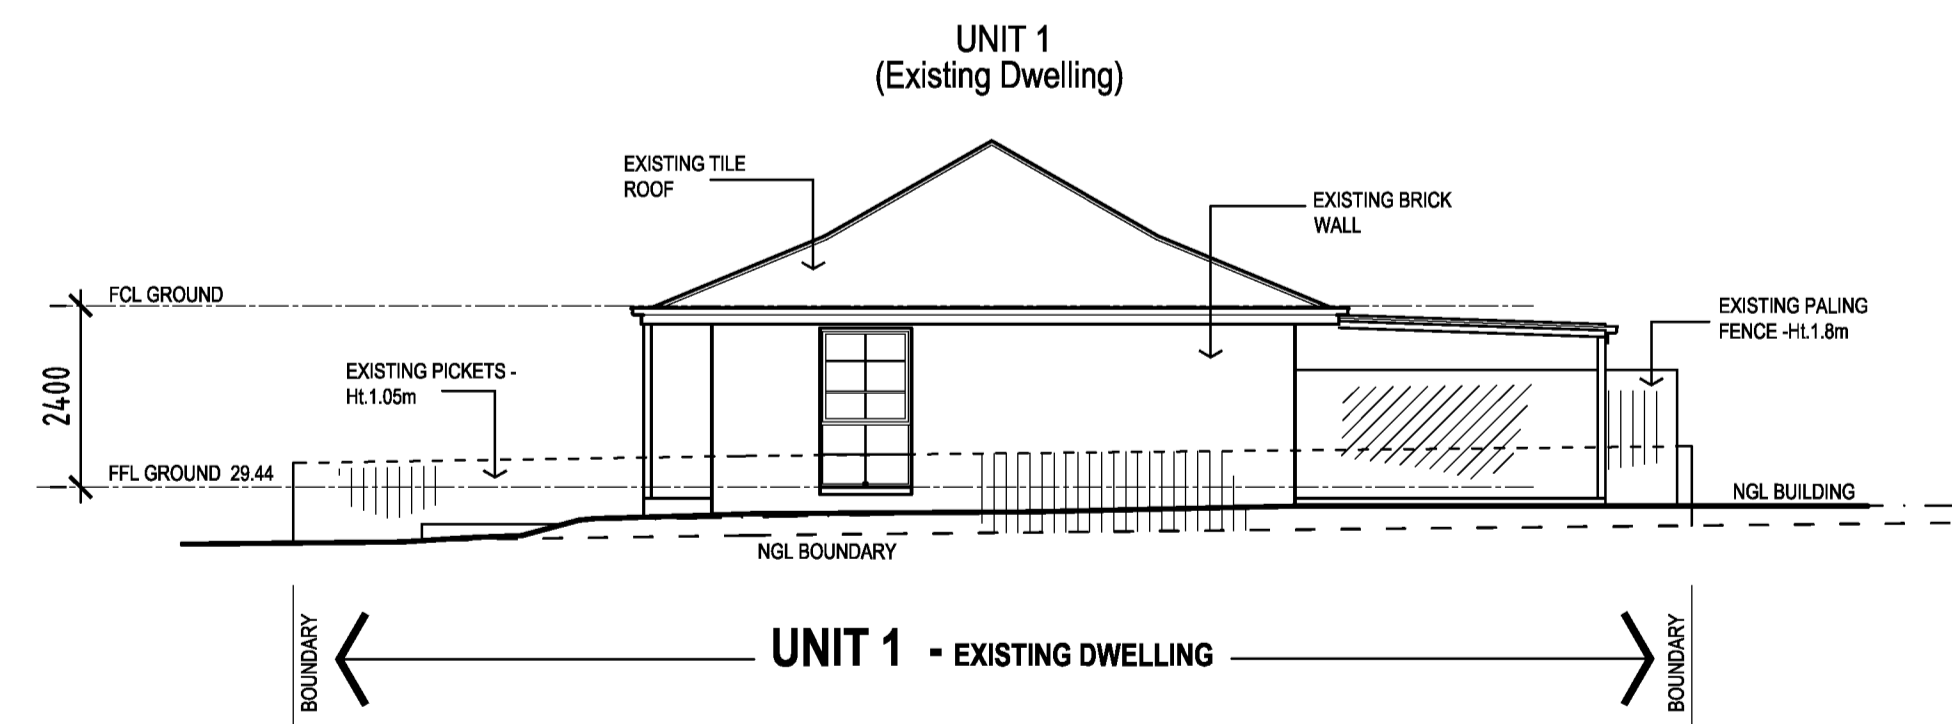 UNIT 1
(Existing Dwelling)
EXISTING TILE
ROOF
EXISTING BRICK
WALL
FCL GROUND
EXISTING PALING
FENCE -Ht.1.8m
2400
EXISTING PICKETS -
Ht.1.05m
FFL GROUND 29.44
NGL BUILDING
NGL BOUNDARY
BOUNDARY
UNIT 1 - EXISTING DWELLING
BOUNDARY